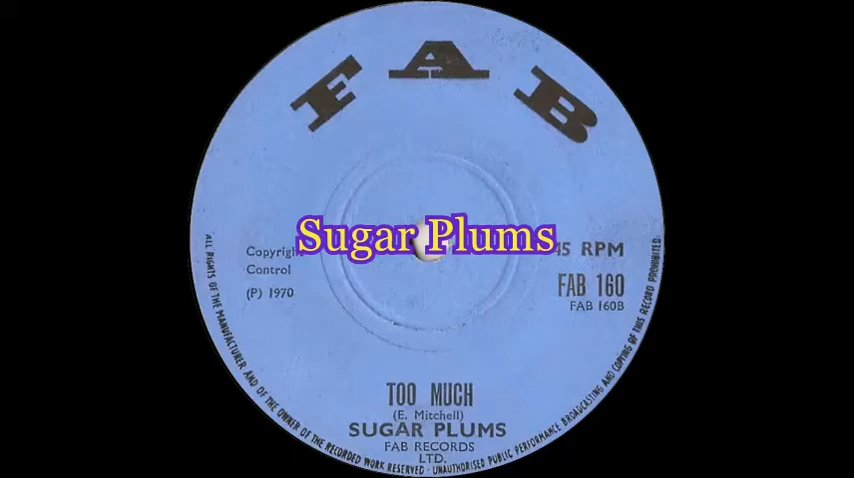 FAB
Sugar Plums
Copyright
Control
(P) 1970
45 RPM
FAB 160
FAB 160B
TOO MUCH
(E. Mitchell)
SUGAR PLUMS
FAB RECORDS
LTD.
ALL RIGHTS OF THE MANUFACTURER AND OF THE OWNER OF THE RECORDED WORK RESERVED - UNAUTHORISED PUBLIC PERFORMANCE BROADCASTING AND COPYING OF THIS RECORD PROHIBITED